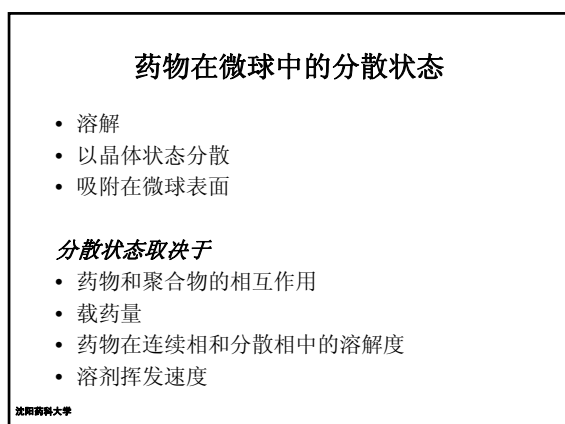 药物在微球中的分散状态
• 溶解
• 以晶体状态分散
• 吸附在微球表面
分散状态取决于
• 药物和聚合物的相互作用
• 载药量
• 药物在连续相和分散相中的溶解度
• 溶剂挥发速度
沈阳药科大学